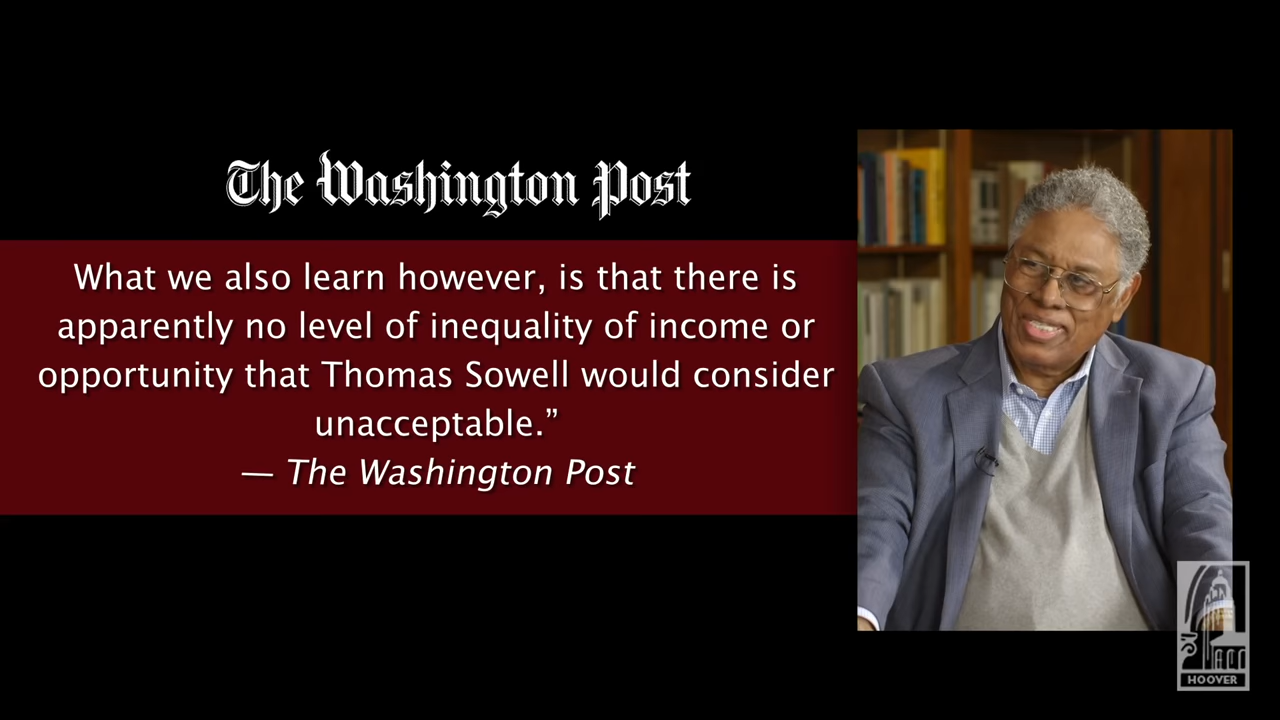 The Washington Post
What we also learn however, is that there is
apparently no level of inequality of income or
opportunity that Thomas Sowell would consider
unacceptable.”
— The Washington Post
HOOVER